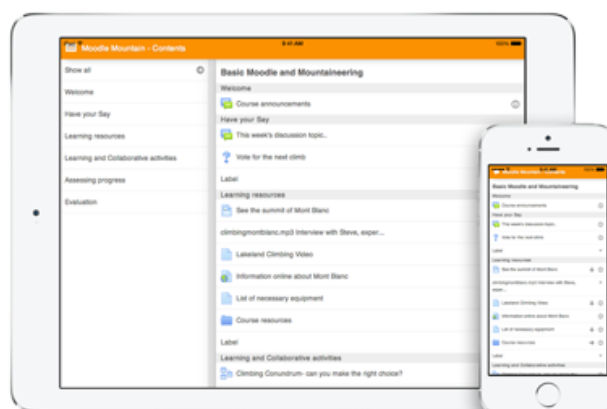 Moodle Mountain - Contents
9:41 AM
100%
Show all
Welcome
Have your Say
Learning resources
Learning and Collaborative activities
Assessing progress
Evaluation
Basic Moodle and Mountaineering
Welcome
Course announcements
Have your Say
This week's discussion topic..
Vote for the next climb
Label
Learning resources
See the summit of Mont Blanc
climbingmontblanc.mp3 Interview with Steve, exper...
Lakeland Climbing Video
Information online about Mont Blanc
List of necessary equipment
Course resources
Label
Learning and Collaborative activities
Climbing Conundrum- can you make the right choice?
Moodle Mountain - Contents
Basic Moodle and Mountaineering
Welcome
Course announcements
Have your Say
This week's discussion topic..
Vote for the next climb
Label
Learning resources
See the summit of Mont Blanc
climbingmontblanc.mp3 Interview with Steve,
exper...
Lakeland Climbing Video
Information online about Mont Blanc
List of necessary equipment
Course resources
Label
Learning and Collaborative activities